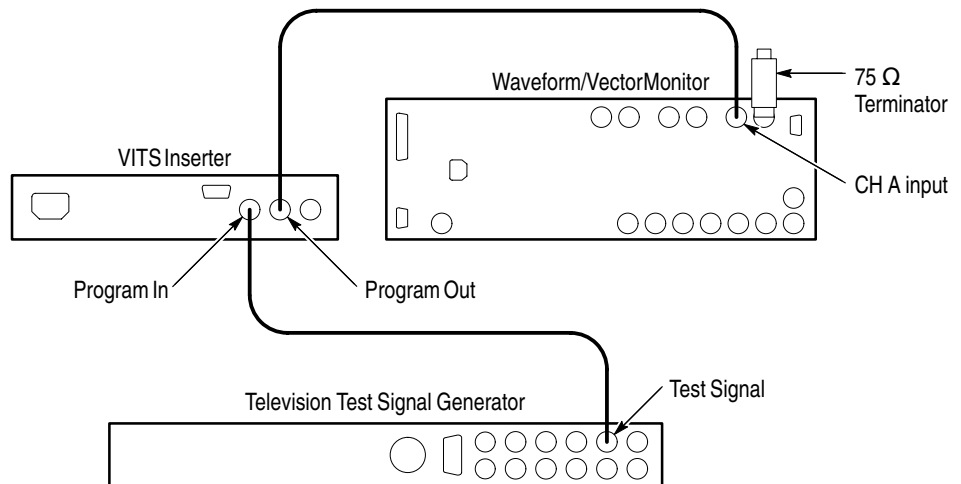 Waveform/VectorMonitor
75 Ω
Terminator
VITS Inserter
CH A input
Program In
Program Out
Television Test Signal Generator
Test Signal